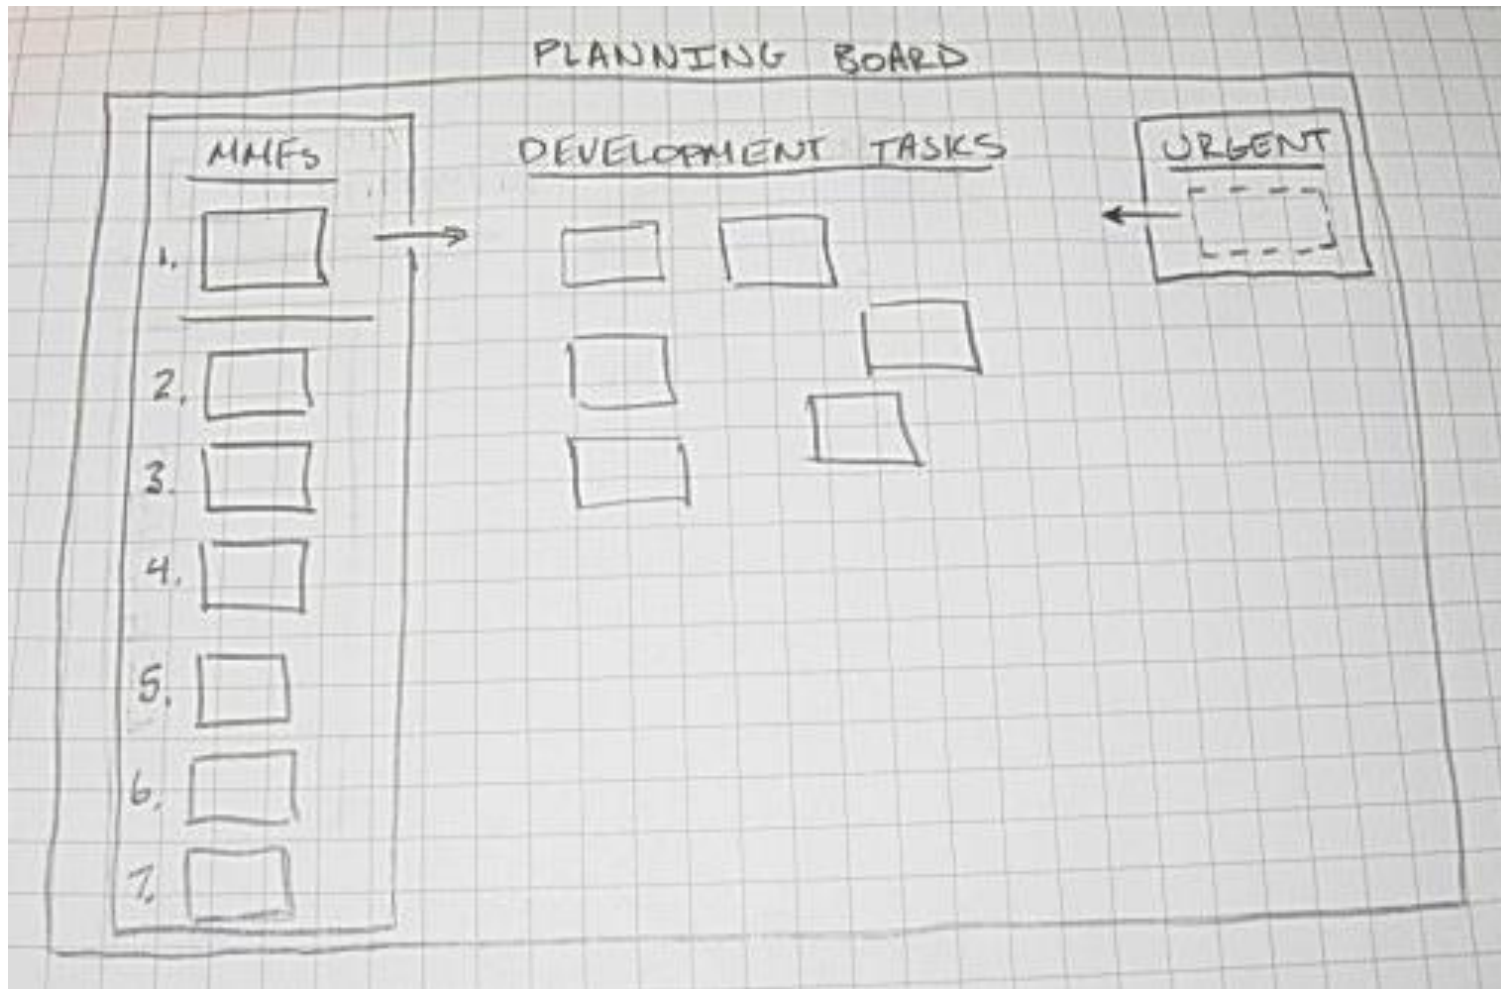 PLANNING BOARD
MMFs
DEVELOPMENT TASKS
URGENT
1.
2.
3.
4.
5.
6.
7.